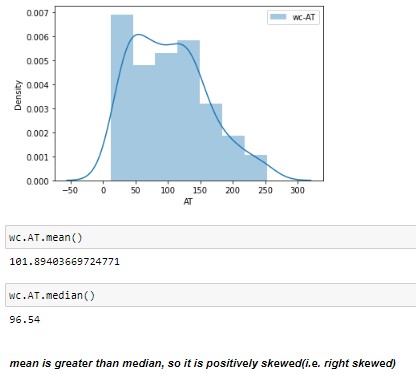 0.007
0.006
0.005
0.004
0.003
0.002
0.001
0.000
Density
wc-AT
−50 0 50 100 150 200 250 300
AT
wc.AT.mean()
101.89403669724771
wc.AT.median()
96.54
mean is greater than median, so it is positively skewed(i.e. right skewed)